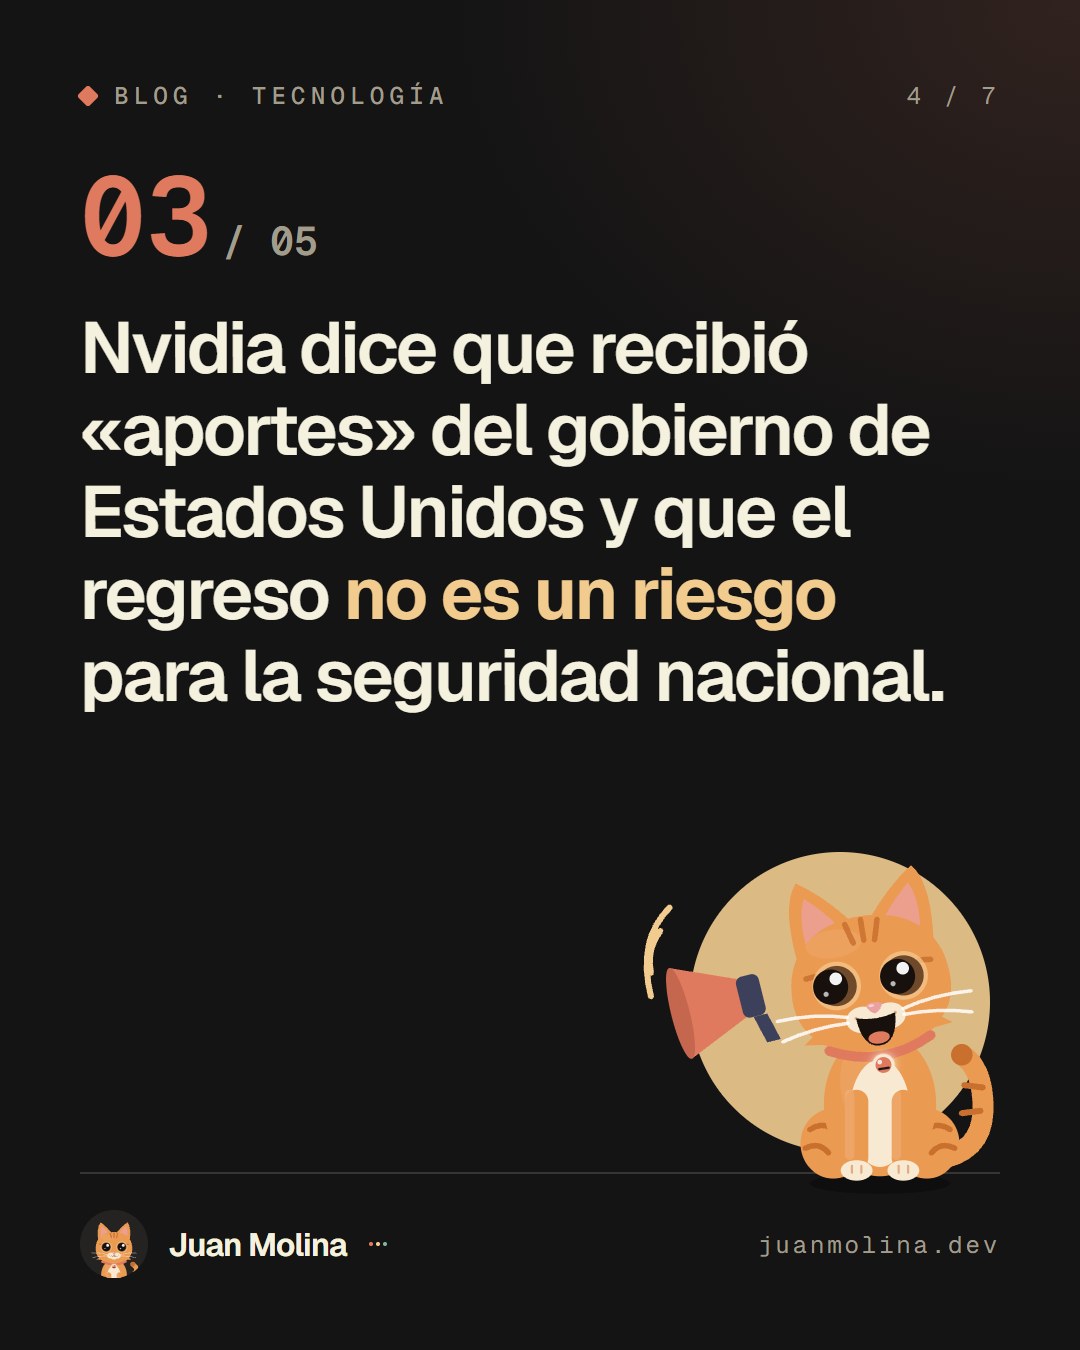 BLOG · TECNOLOGÍA
4 / 7
03 / 05
Nvidia dice que recibió
«aportes» del gobierno de
Estados Unidos y que el
regreso no es un riesgo
para la seguridad nacional.
Juan Molina
juanmolina.dev